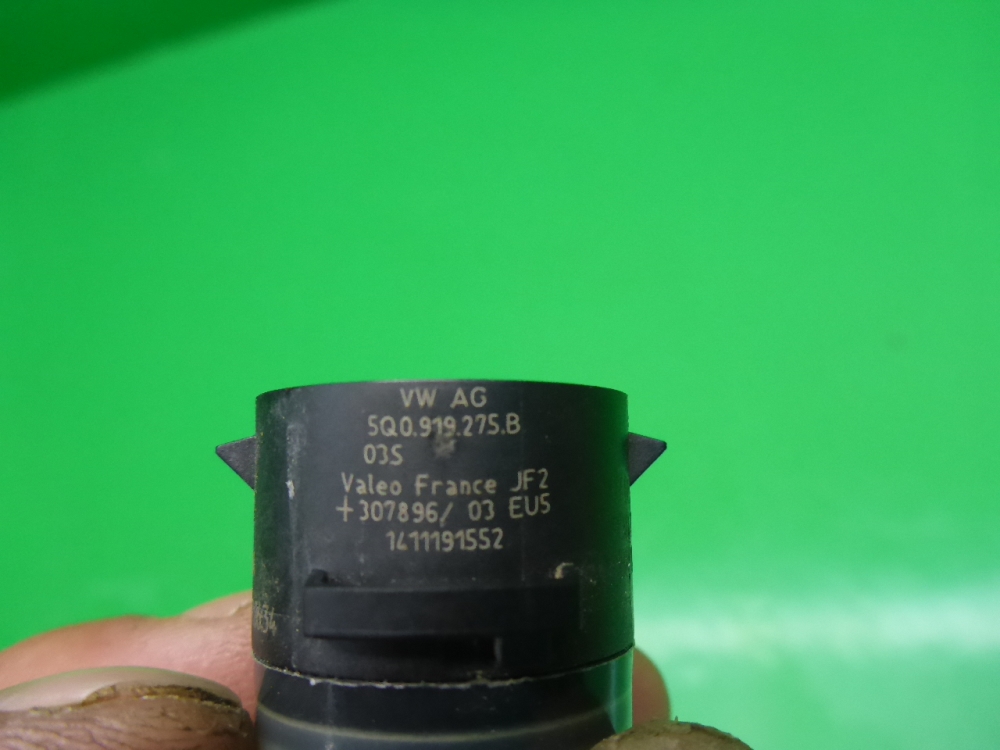 VW AG
5Q0.919.275.B
03S
Valeo France JF2
+307896/ 03 EU5
1411191552